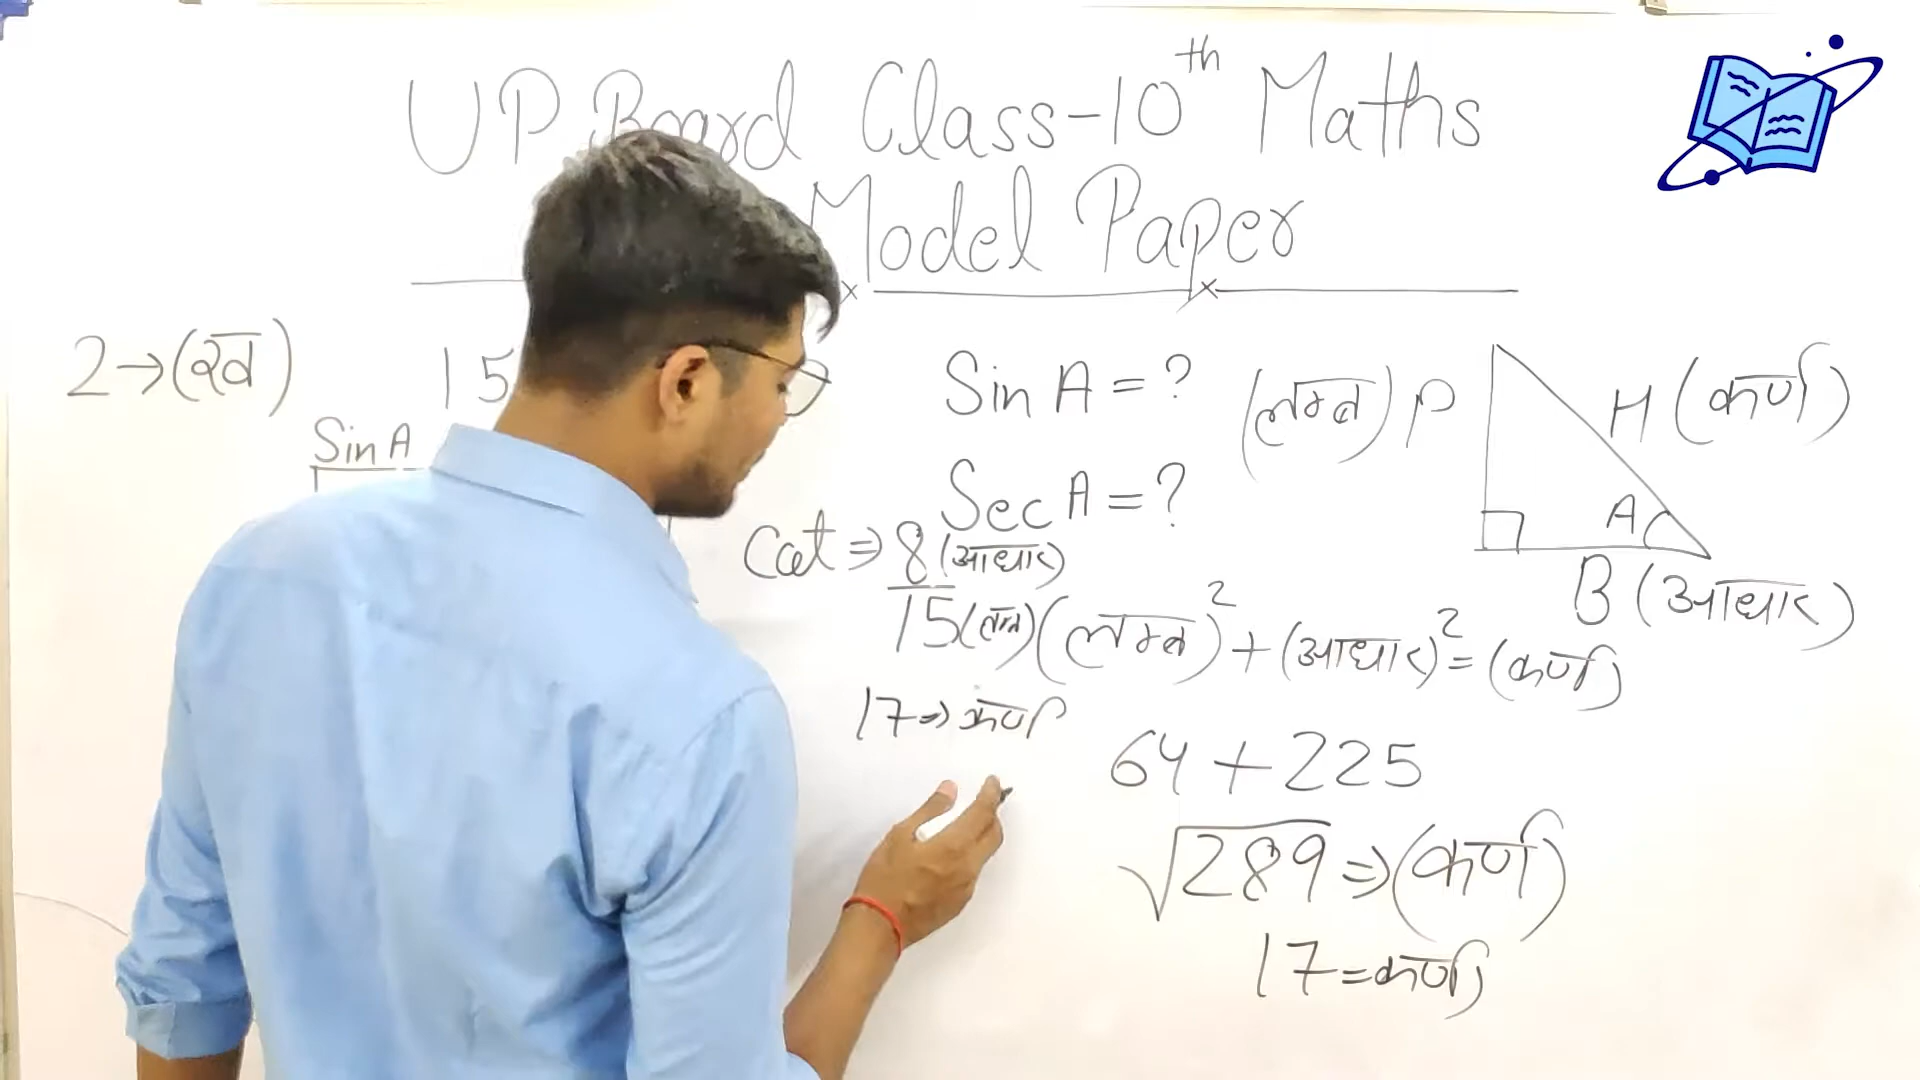 UP Board Class-10th Maths
Model Paper
2→(ख) 15
Sin A
Sin A = ?
Sec A = ?
(लम्ब) P
H (कर्ण)
A
B (आधार)
Cot ⇒ 8 (आधार)
15 (लम्ब)
(लम्ब)² + (आधार)² = (कर्ण)
17 ⇒ कर्ण
64 + 225
√289 ⇒ (कर्ण)
17 = कर्ण